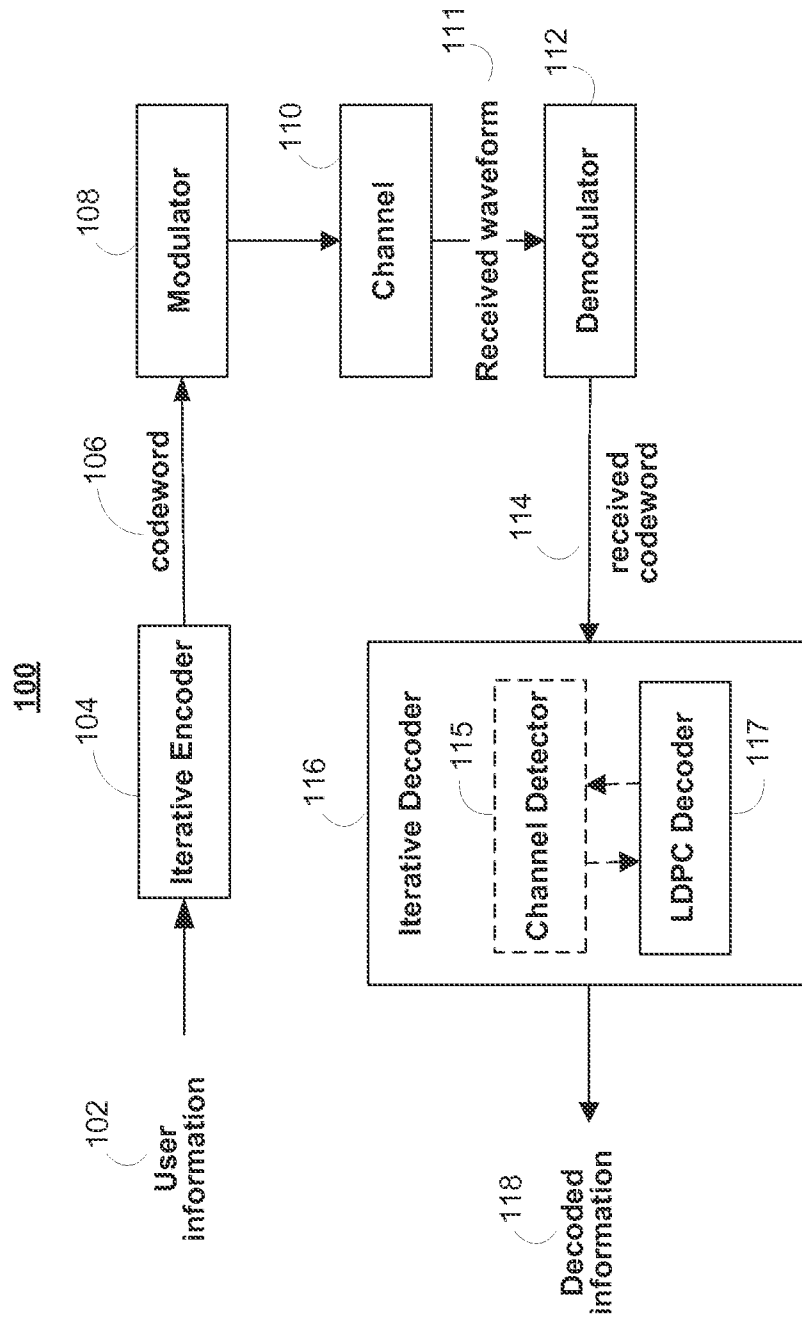 100
102
User
information
104
Iterative Encoder
106
codeword
108
Modulator
110
Channel
111
Received waveform
112
Demodulator
114
received
codeword
116
Iterative Decoder
115
Channel Detector
LDPC Decoder
117
118
Decoded
information